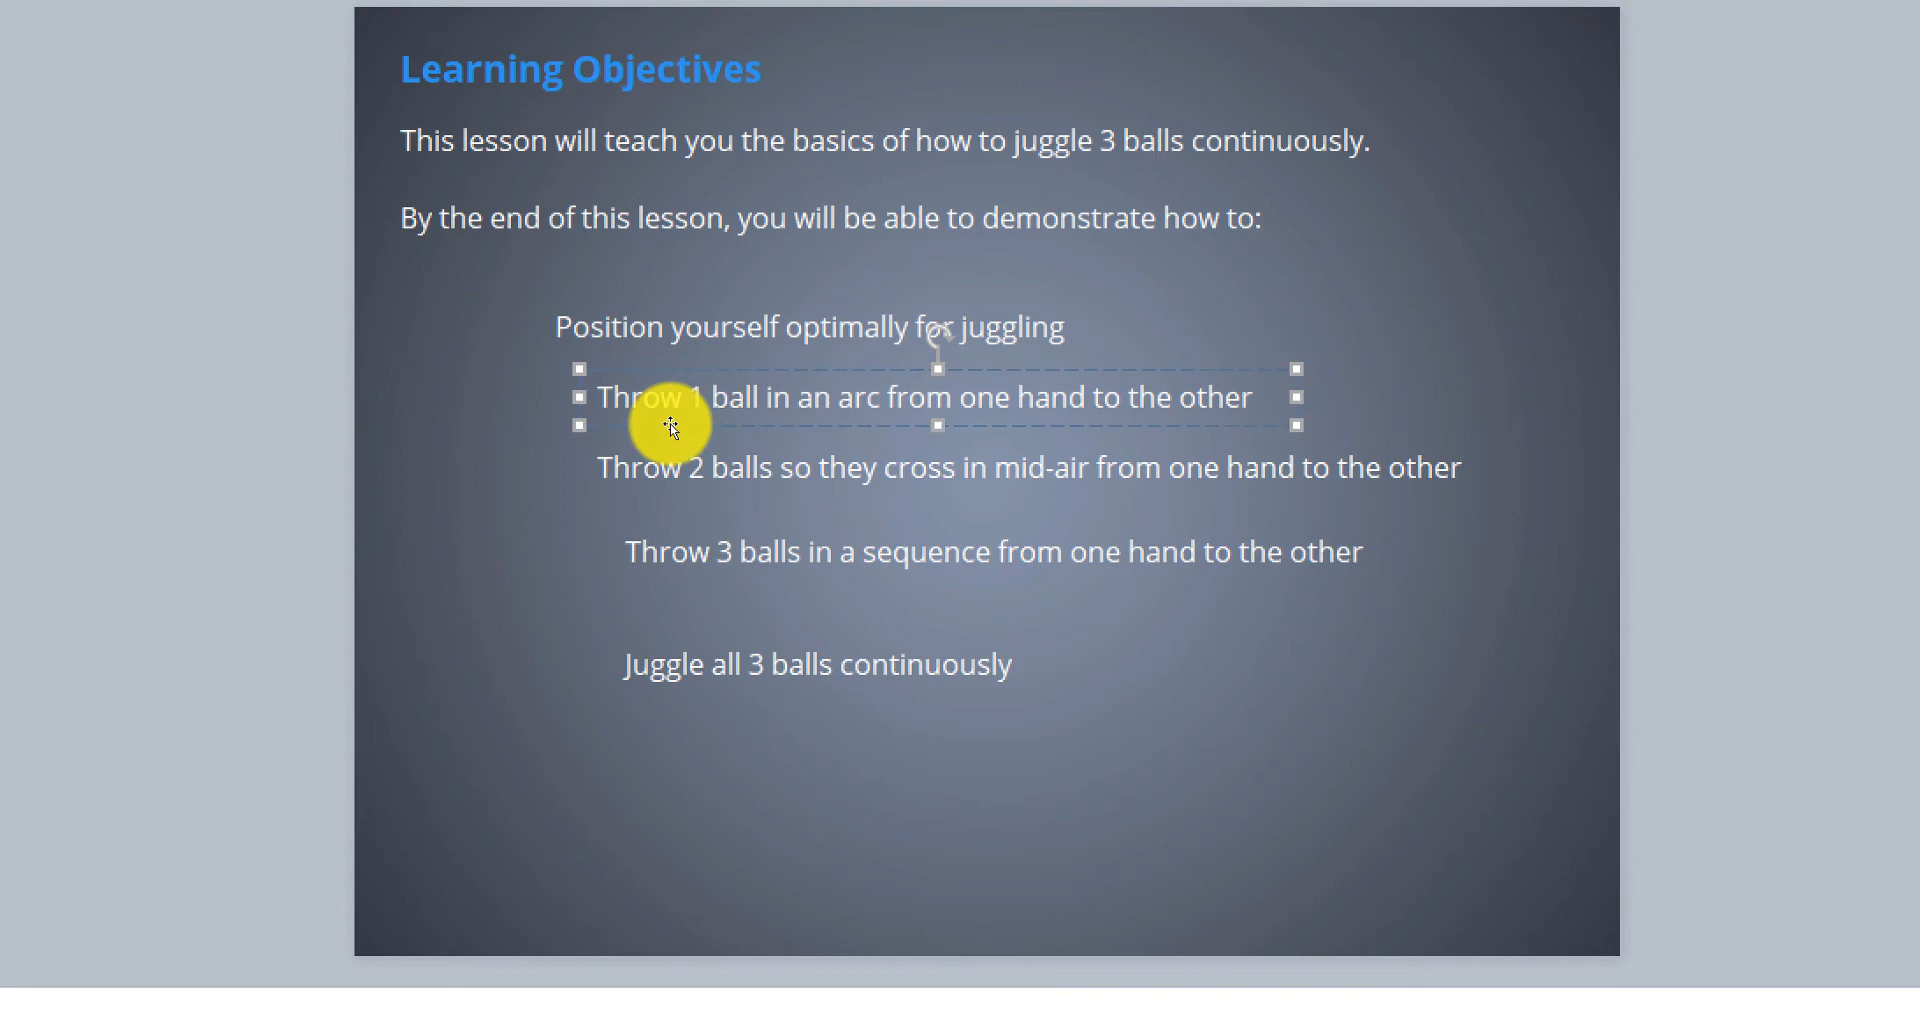 Learning Objectives
This lesson will teach you the basics of how to juggle 3 balls continuously.
By the end of this lesson, you will be able to demonstrate how to:
Position yourself optimally for juggling
Throw 1 ball in an arc from one hand to the other
Throw 2 balls so they cross in mid-air from one hand to the other
Throw 3 balls in a sequence from one hand to the other
Juggle all 3 balls continuously